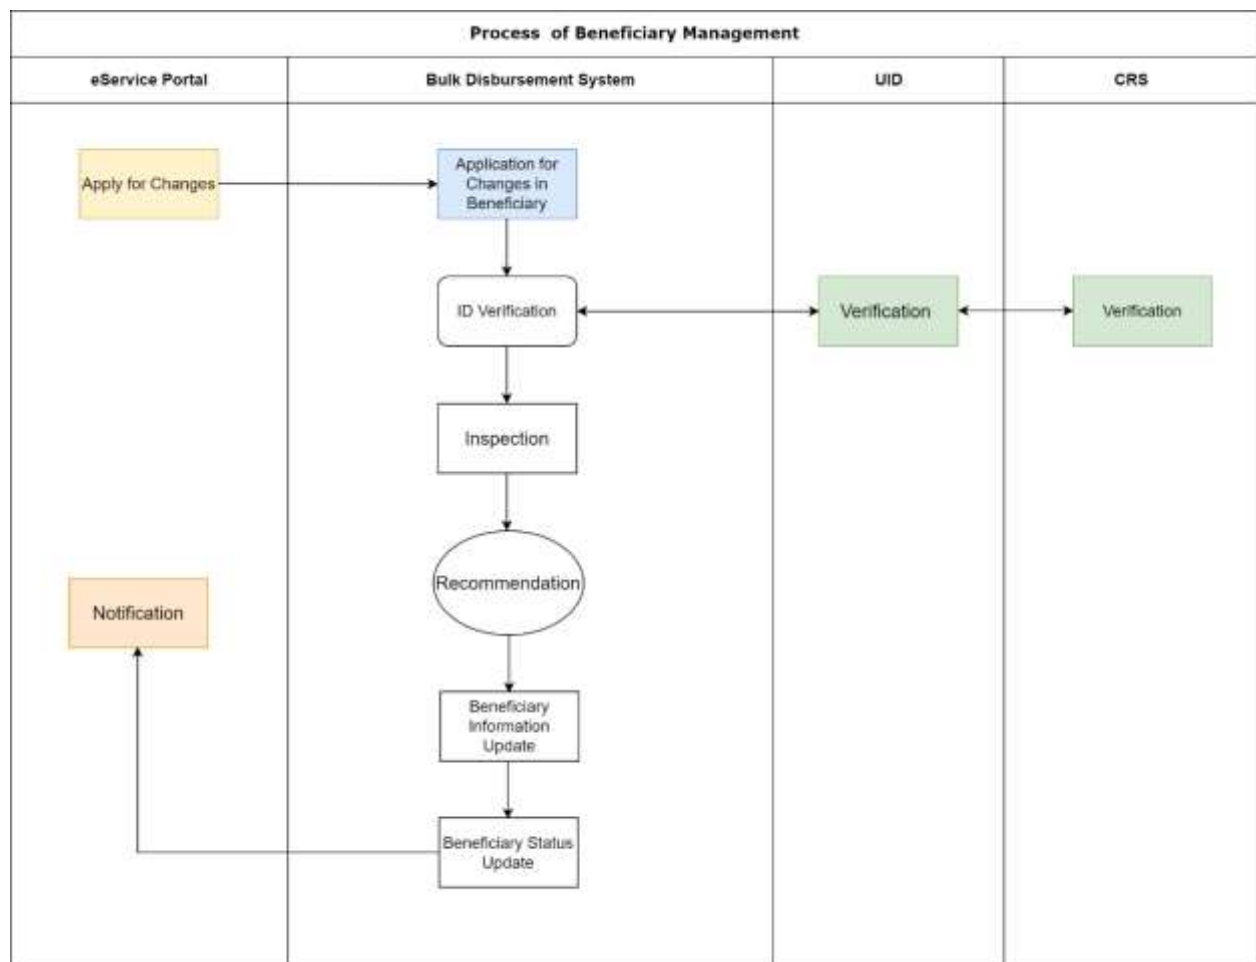 Process of Beneficiary Management
eService Portal
Bulk Disbursement System
UID
CRS
Apply for Changes
Application for
Changes in
Beneficiary
ID Verification
Verification
Verification
Inspection
Recommendation
Notification
Beneficiary
Information
Update
Beneficiary Status
Update